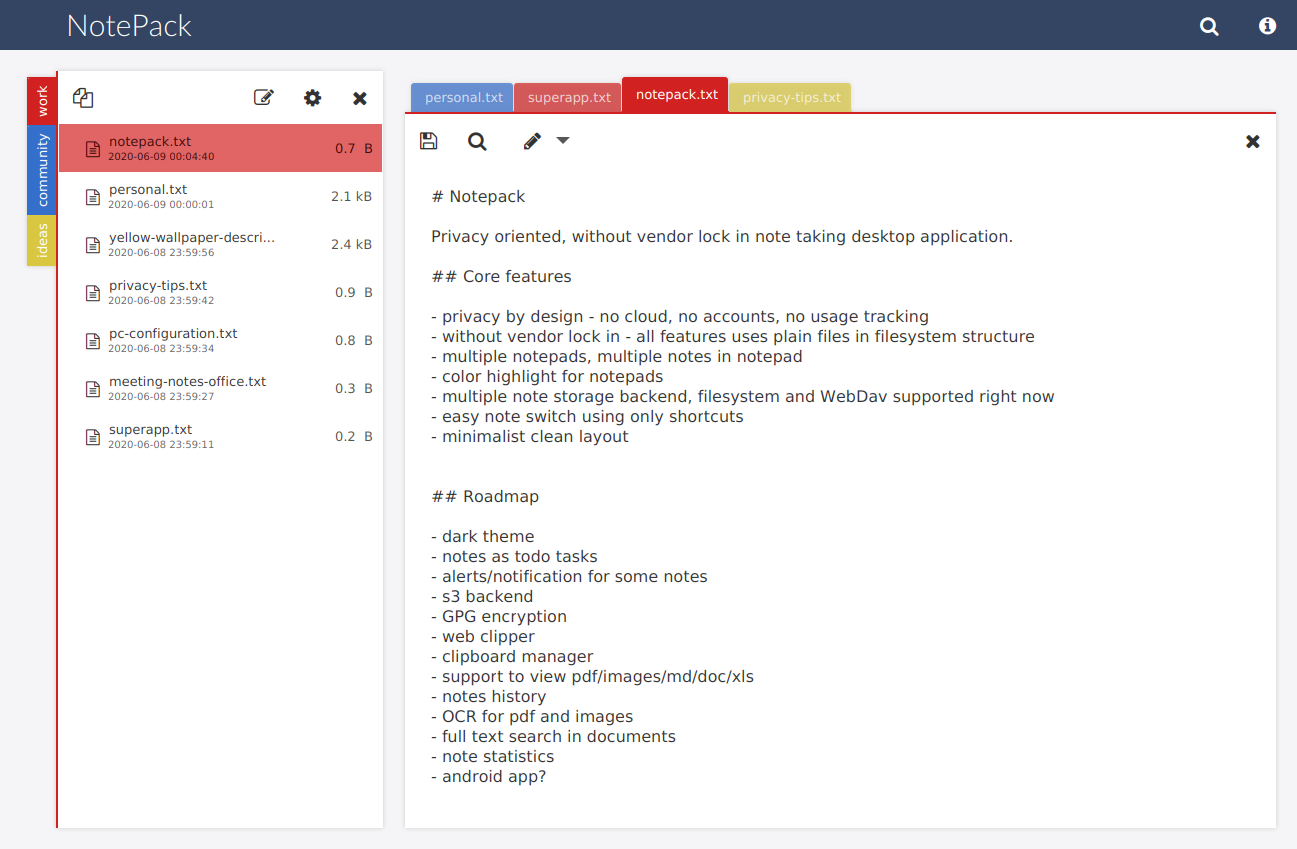 NotePack
work
community
ideas
notepack.txt
2020-06-09 00:04:40
0.7 B
personal.txt
2020-06-09 00:00:01
2.1 kB
yellow-wallpaper-descri...
2020-06-08 23:59:56
2.4 kB
privacy-tips.txt
2020-06-08 23:59:42
0.9 B
pc-configuration.txt
2020-06-08 23:59:34
0.8 B
meeting-notes-office.txt
2020-06-08 23:59:27
0.3 B
superapp.txt
2020-06-08 23:59:11
0.2 B
personal.txt
superapp.txt
notepack.txt
privacy-tips.txt
# Notepack
Privacy oriented, without vendor lock in note taking desktop application.
## Core features
- privacy by design - no cloud, no accounts, no usage tracking
- without vendor lock in - all features uses plain files in filesystem structure
- multiple notepads, multiple notes in notepad
- color highlight for notepads
- multiple note storage backend, filesystem and WebDav supported right now
- easy note switch using only shortcuts
- minimalist clean layout
## Roadmap
- dark theme
- notes as todo tasks
- alerts/notification for some notes
- s3 backend
- GPG encryption
- web clipper
- clipboard manager
- support to view pdf/images/md/doc/xls
- notes history
- OCR for pdf and images
- full text search in documents
- note statistics
- android app?